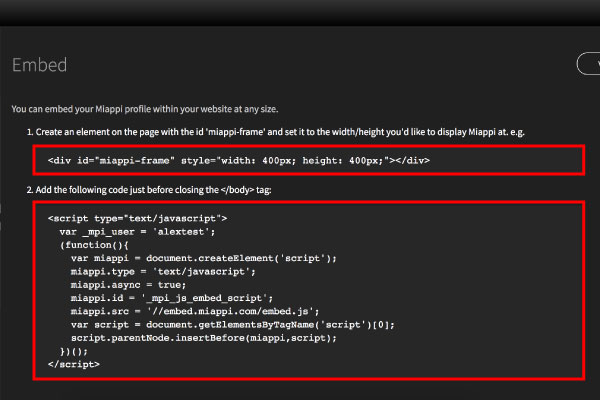 Embed
You can embed your Miappi profile within your website at any size.
1. Create an element on the page with the id 'miappi-frame' and set it to the width/height you'd like to display Miappi at. e.g.
<div id="miappi-frame" style="width: 400px; height: 400px;"></div>
2. Add the following code just before closing the </body> tag:
<script type="text/javascript">
var _mpi_user = 'alextest';
(function(){
var miappi = document.createElement('script');
miappi.type = 'text/javascript';
miappi.async = true;
miappi.id = '_mpi_js_embed_script';
miappi.src = '//embed.miappi.com/embed.js';
var script = document.getElementsByTagName('script')[0];
script.parentNode.insertBefore(miappi,script);
})();
</script>